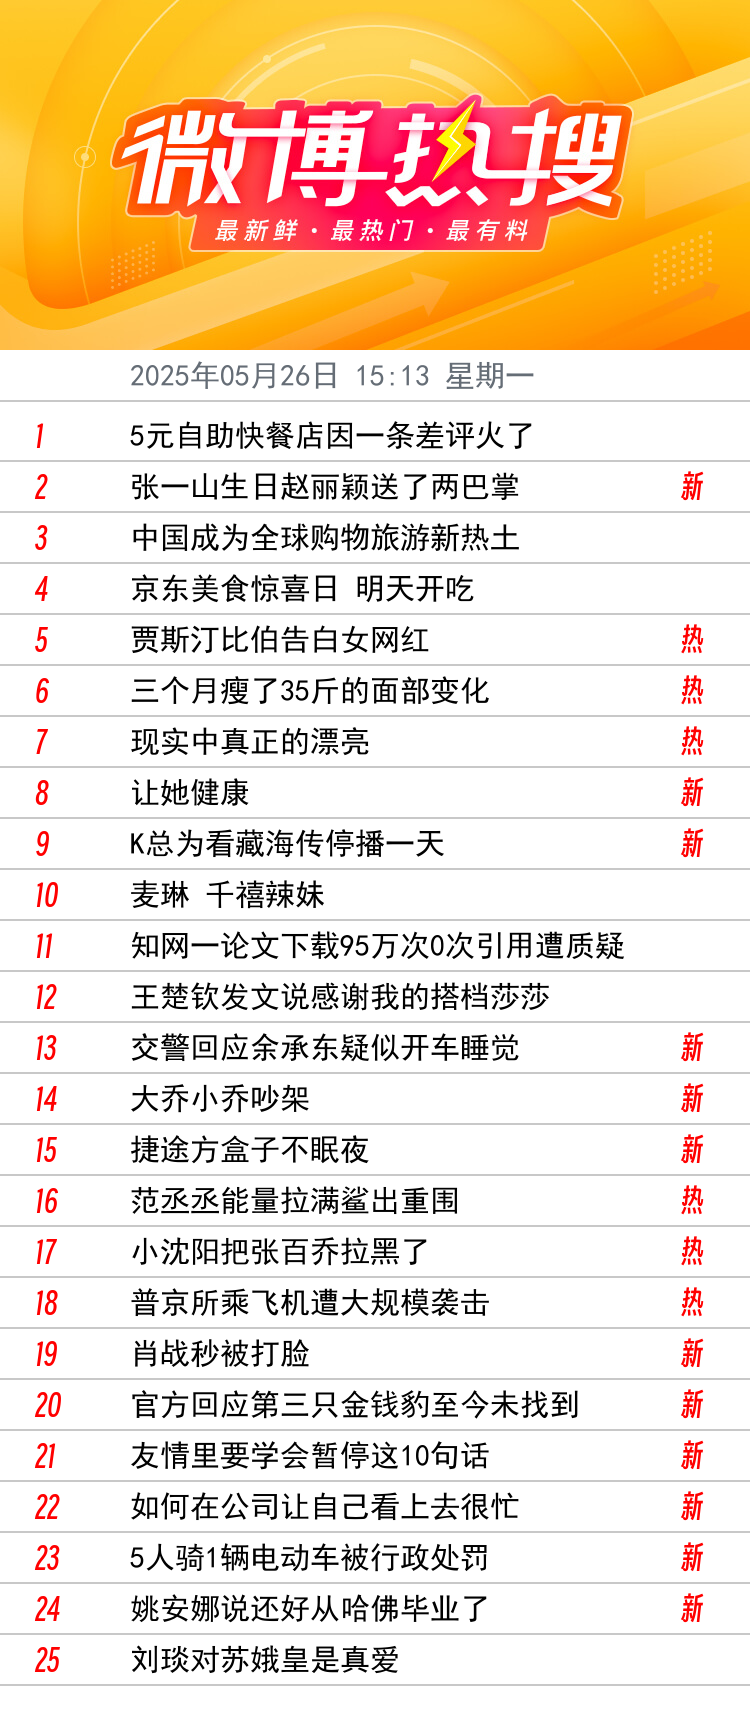 微博热搜
最新鲜·最热门·最有料
2025年05月26日 15:13 星期一
1 5元自助快餐店因一条差评火了
2 张一山生日赵丽颖送了两巴掌 新
3 中国成为全球购物旅游新热土
4 京东美食惊喜日 明天开吃
5 贾斯汀比伯告白女网红 热
6 三个月瘦了35斤的面部变化 热
7 现实中真正的漂亮 热
8 让她健康 新
9 K总为看藏海传停播一天 新
10 麦琳 千禧辣妹
11 知网一论文下载95万次0次引用遭质疑
12 王楚钦发文说感谢我的搭档莎莎
13 交警回应余承东疑似开车睡觉 新
14 大乔小乔吵架 新
15 捷途方盒子不眠夜 新
16 范丞丞能量拉满鲨出重围 热
17 小沈阳把张百乔拉黑了 热
18 普京所乘飞机遭大规模袭击 热
19 肖战秒被打脸 新
20 官方回应第三只金钱豹至今未找到 新
21 友情里要学会暂停这10句话 新
22 如何在公司让自己看上去很忙 新
23 5人骑1辆电动车被行政处罚 新
24 姚安娜说还好从哈佛毕业了 新
25 刘琰对苏娥皇是真爱